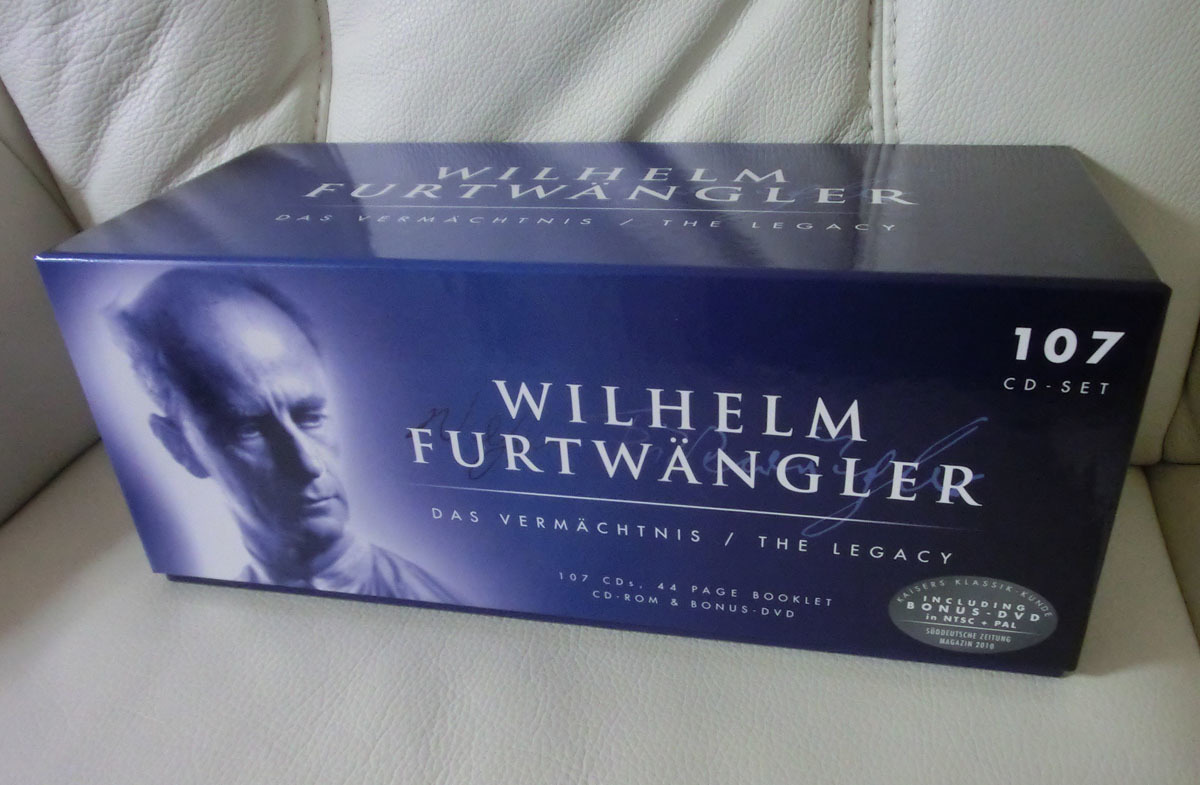 WILHELM
FURTWÄNGLER
DAS VERMÄCHTNIS / THE LEGACY
107
CD-SET
WILHELM
FURTWÄNGLER
DAS VERMÄCHTNIS / THE LEGACY
107 CDs, 44 PAGE BOOKLET
CD-ROM & BONUS-DVD
KAISERS KLASSIK-KUNDE
INCLUDING
BONUS-DVD
in NTSC + PAL
SÜDDEUTSCHE ZEITUNG
MAGAZIN 2010